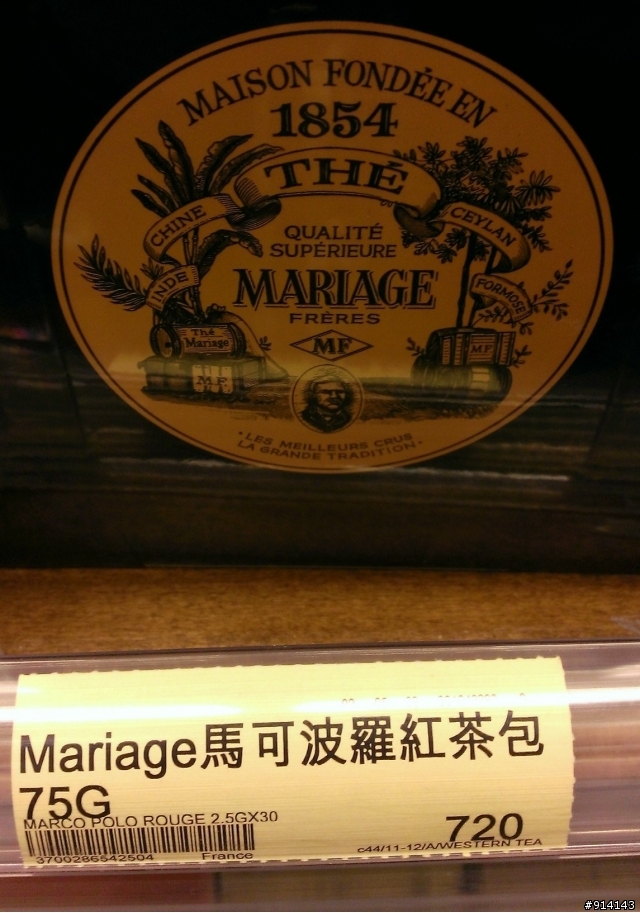 MAISON FONDÉE EN
1854
THÉ
CHINE
CEYLAN
INDE
FORMOSE
QUALITÉ
SUPÉRIEURE
MARIAGE
FRÈRES
MF
Thé
Mariage
M.F.
MF
•LES MEILLEURS CRUS
LA GRANDE TRADITION•
Mariage馬可波羅紅茶包
75G
MARCO POLO ROUGE 2.5GX30
720
3700286542504 France
c44/11-12/A/WESTERN TEA
#914143